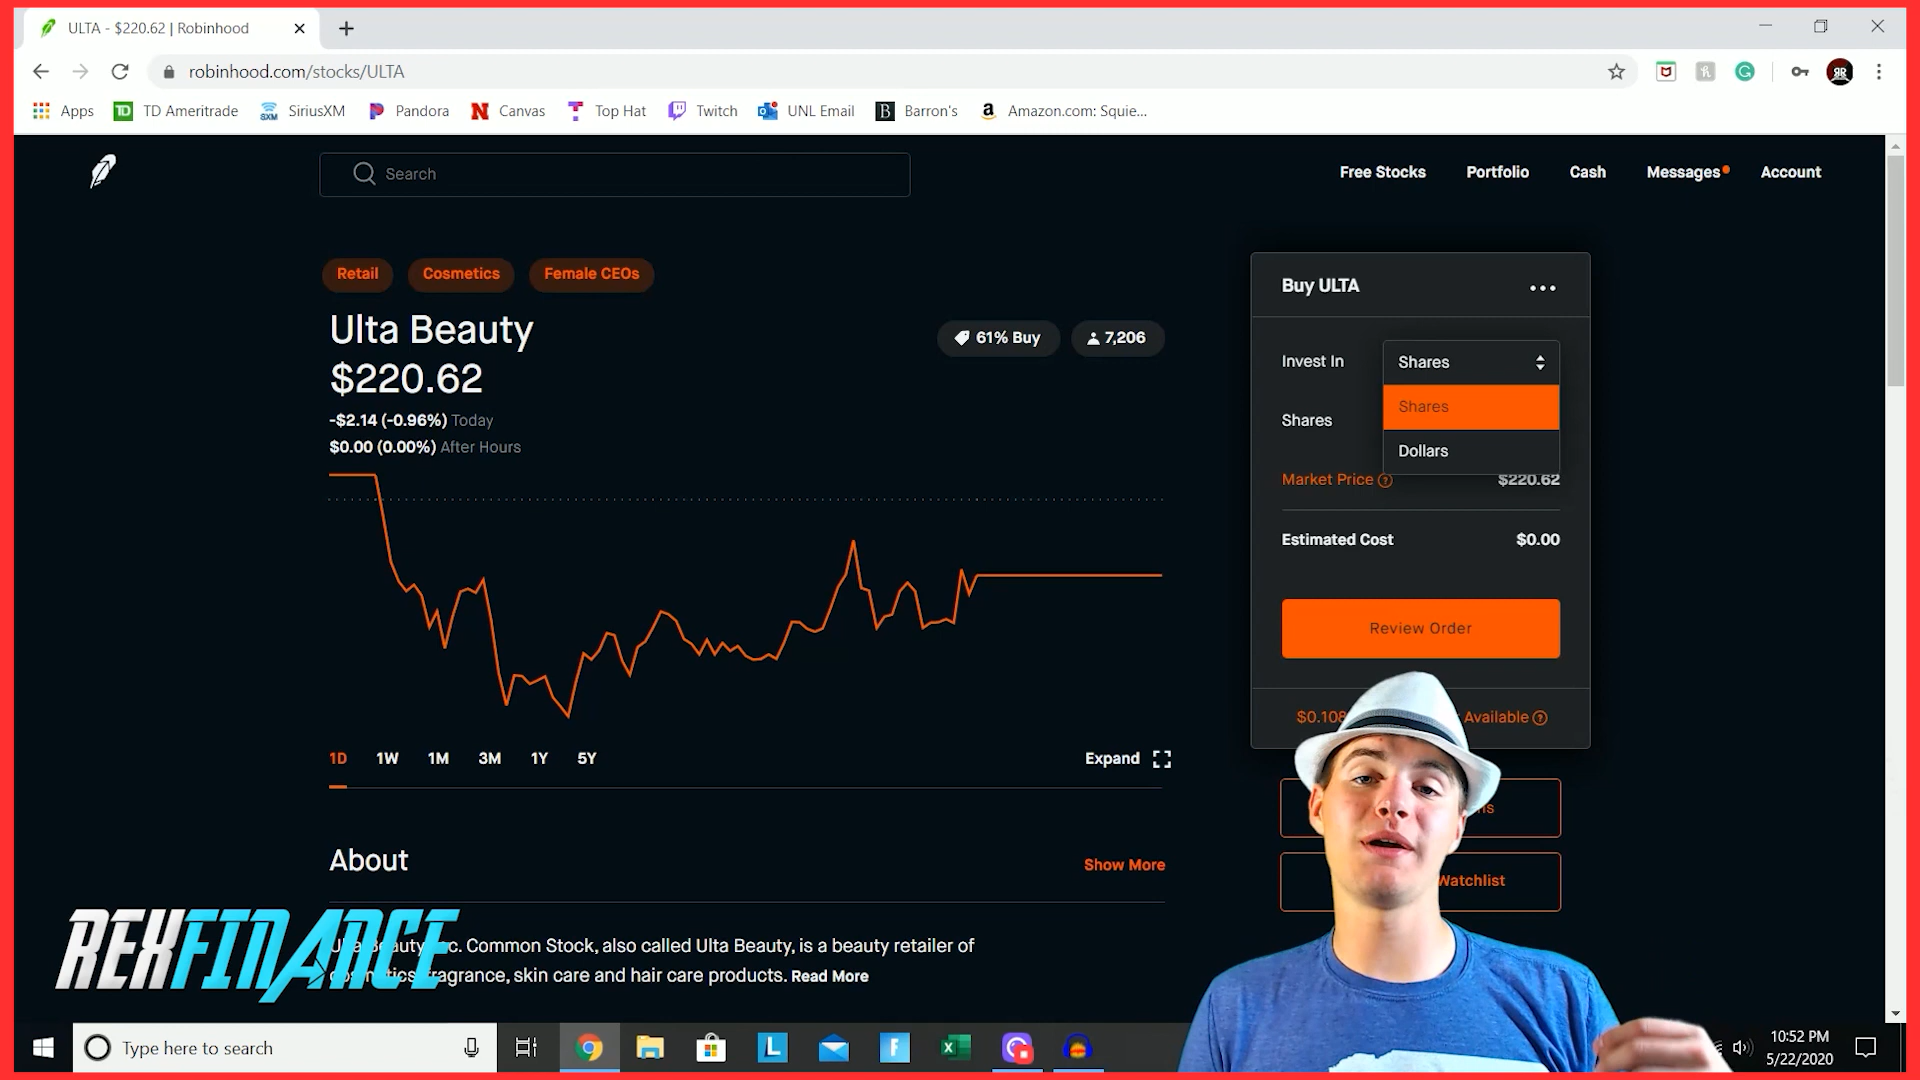 ULTA - $220.62 | Robinhood
robinhood.com/stocks/ULTA
Apps TD Ameritrade SiriusXM Pandora Canvas Top Hat Twitch UNL Email Barron's Amazon.com: Squie...
Search
Free Stocks Portfolio Cash Messages Account
Retail Cosmetics Female CEOs
Ulta Beauty
$220.62
-$2.14 (-0.96%) Today
$0.00 (0.00%) After Hours
61% Buy 7,206
Buy ULTA
Invest In Shares
Shares
Shares
Dollars
Market Price $220.62
Estimated Cost $0.00
Review Order
$0.108 Available
1D 1W 1M 3M 1Y 5Y
Expand
Watchlist
About
Show More
Common Stock, also called Ulta Beauty, is a beauty retailer of
skin care and hair care products. Read More
REXFINANCE
Type here to search
10:52 PM
5/22/2020